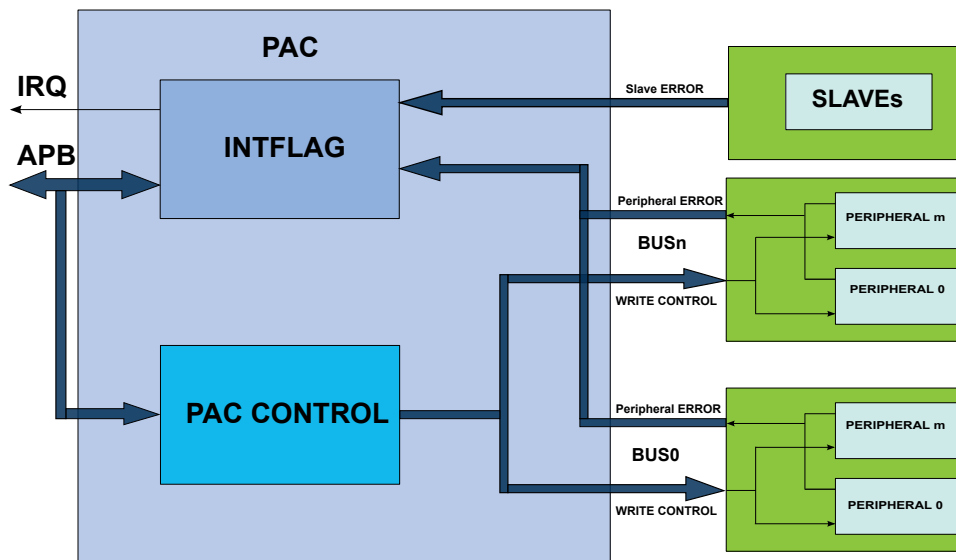 PAC
IRQ
APB
INTFLAG
Slave ERROR
SLAVEs
Peripheral ERROR
BUSn
WRITE CONTROL
PERIPHERAL m
PERIPHERAL 0
PAC CONTROL
Peripheral ERROR
BUS0
WRITE CONTROL
PERIPHERAL m
PERIPHERAL 0